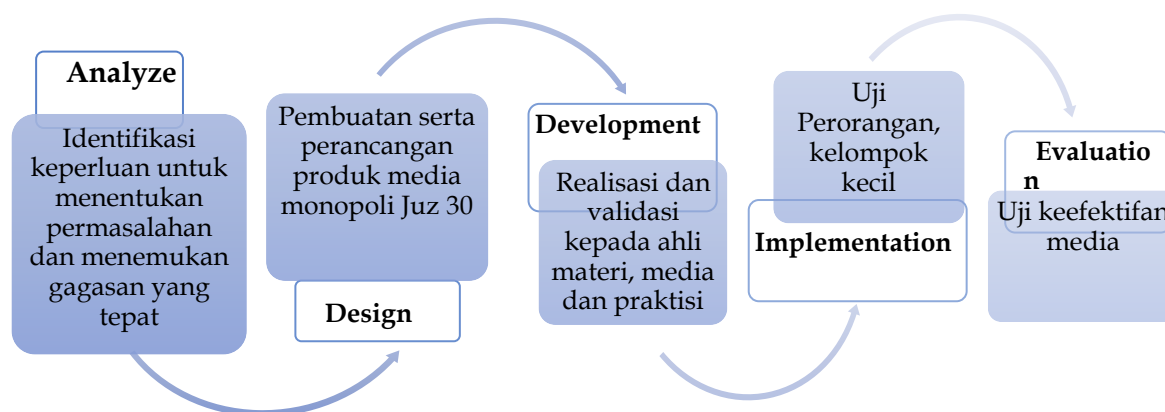 Analyze
Identifikasi
keperluan untuk
menentukan
permasalahan
dan menemukan
gagasan yang
tepat
Pembuatan serta
perancangan
produk media
monopoli Juz 30
Design
Development
Realisasi dan
validasi
kepada ahli
materi, media
dan praktisi
Uji
Perorangan,
kelompok
kecil
Implementation
Evaluatio
n
Uji keefektifan
media